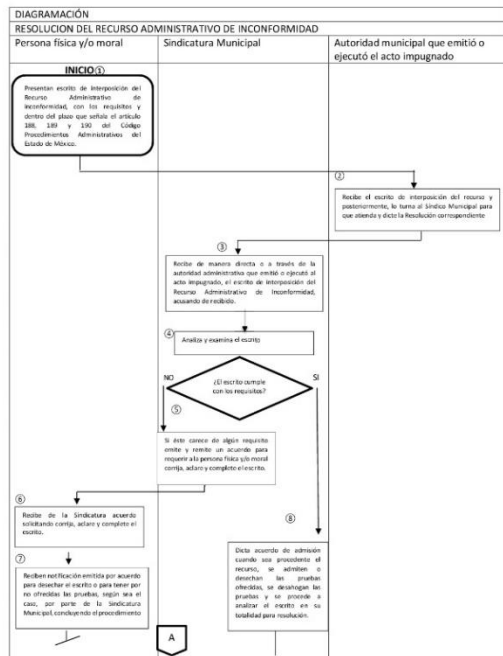 DIAGRAMACIÓN
RESOLUCION DEL RECURSO ADMINISTRATIVO DE INCONFORMIDAD
Persona física y/o moral
Sindicatura Municipal
Autoridad municipal que emitió o
ejecutó el acto impugnado
INICIO①
Presentan escrito de interposición del
Recurso Administrativo de
Inconformidad, con los requisitos y
dentro del plazo que señala el artículo
188, 189 y 190 del Código
Procedimientos Administrativos del
Estado de México.
②
Recibe el escrito de interposición del recurso y
posteriormente, lo turna al Síndico Municipal para
que atienda y dicte la Resolución correspondiente
③
Recibe de manera directa o a través de la
autoridad administrativa que emitió o ejecutó al
acto impugnado, el escrito de interposición del
Recurso Administrativo de Inconformidad,
acusando de recibido.
④
Analiza y examina el escrito
¿El escrito cumple
con los requisitos?
NO
SI
⑤
Si éste carece de algún requisito
emite y remite un acuerdo para
requerir a la persona física y/o moral
corrija, aclare y complete el escrito.
⑥
Recibe de la Sindicatura acuerdo
solicitando corrija, aclare y complete el
escrito.
⑦
Reciben notificación emitida por acuerdo
para desechar el escrito o para tener por
no ofrecidas las pruebas, según sea el
caso, por parte de la Sindicatura
Municipal, concluyendo el procedimiento
⑧
Dicta acuerdo de admisión
cuando sea procedente el
recurso, se admiten o
desechan las pruebas
ofrecidas, se desahogan las
pruebas y se procede a
analizar el escrito en su
totalidad para resolución.
A